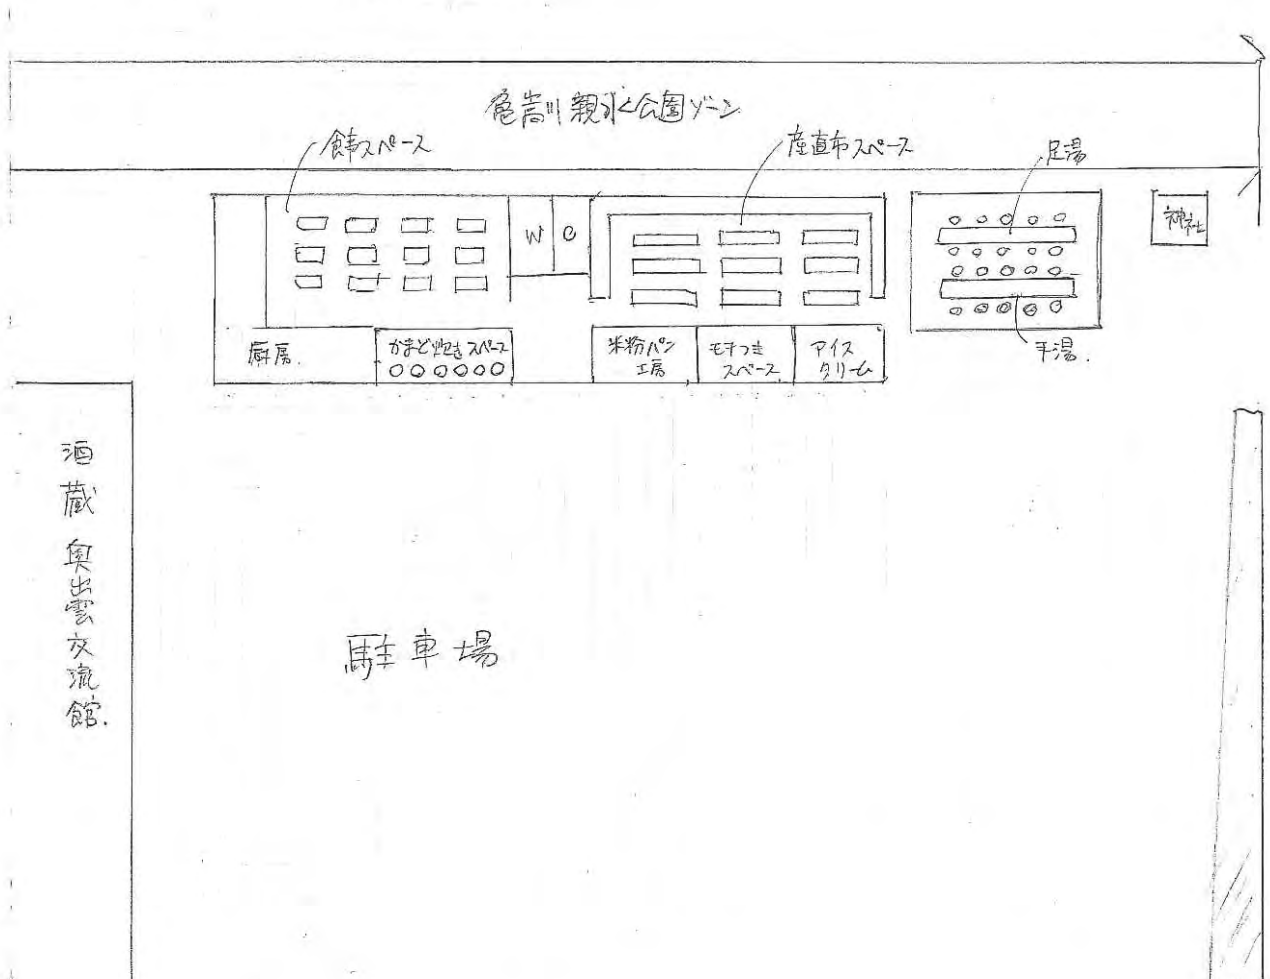 亀嵩川親水公園ゾーン
食事スペース
産直市スペース
足湯
神社
W C
厨房.
かまど炊きスペース
米粉パン
工房
モチつき
スペース
アイス
クリーム
手湯.
酒蔵奥出雲交流館.
駐車場